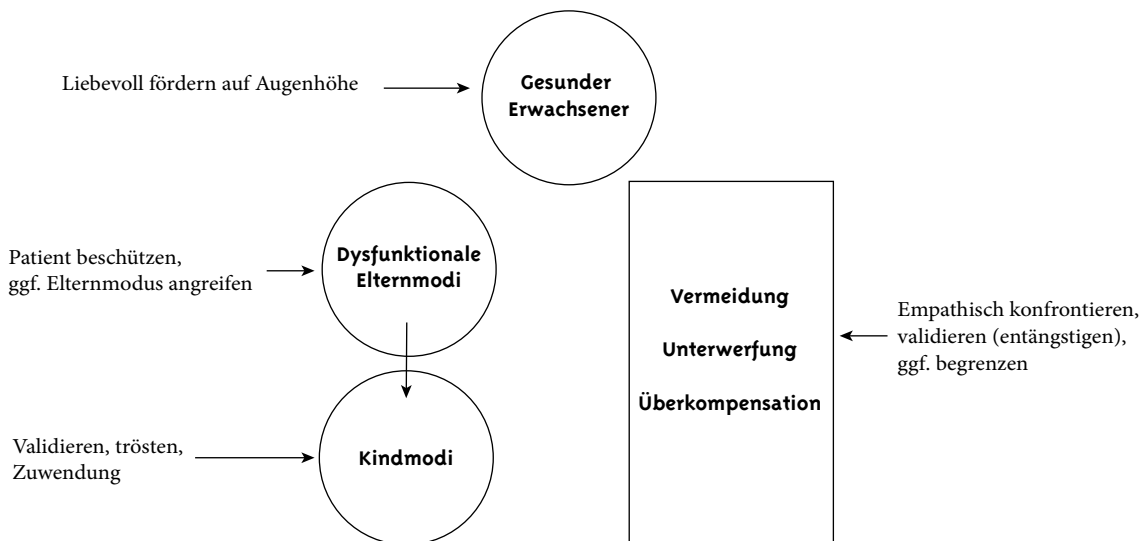 Liebevoll fördern auf Augenhöhe
Gesunder
Erwachsener
Patient beschützen,
ggf. Elternmodus angreifen
Dysfunktionale
Elternmodi
Vermeidung
Unterwerfung
Überkompensation
Empathisch konfrontieren,
validieren (entängstigen),
ggf. begrenzen
Validieren, trösten,
Zuwendung
Kindmodi